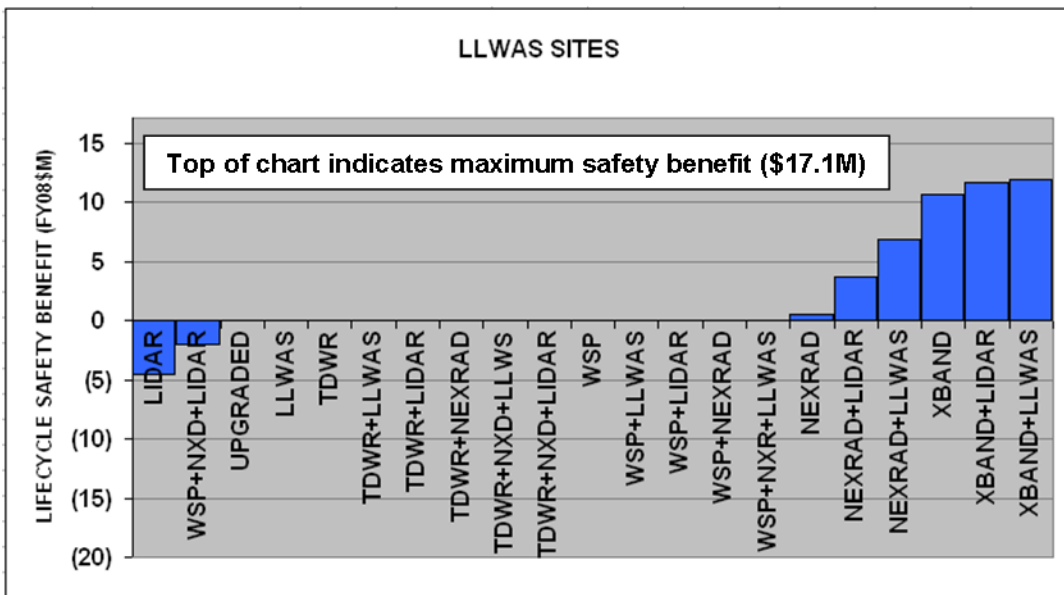 LLWAS SITES
Top of chart indicates maximum safety benefit ($17.1M)
LIFECYCLE SAFETY BENEFIT (FY08$M)
15
10
5
0
(5)
(10)
(15)
(20)
LIDAR
WSP+NXD+LIDAR
UPGRADED
LLWAS
TDWR
TDWR+LLWAS
TDWR+LIDAR
TDWR+NEXRAD
TDWR+NXD+LLWS
TDWR+NXD+LIDAR
WSP
WSP+LLWAS
WSP+LIDAR
WSP+NEXRAD
WSP+NXR+LLWAS
NEXRAD
NEXRAD+LIDAR
NEXRAD+LLWAS
XBAND
XBAND+LIDAR
XBAND+LLWAS